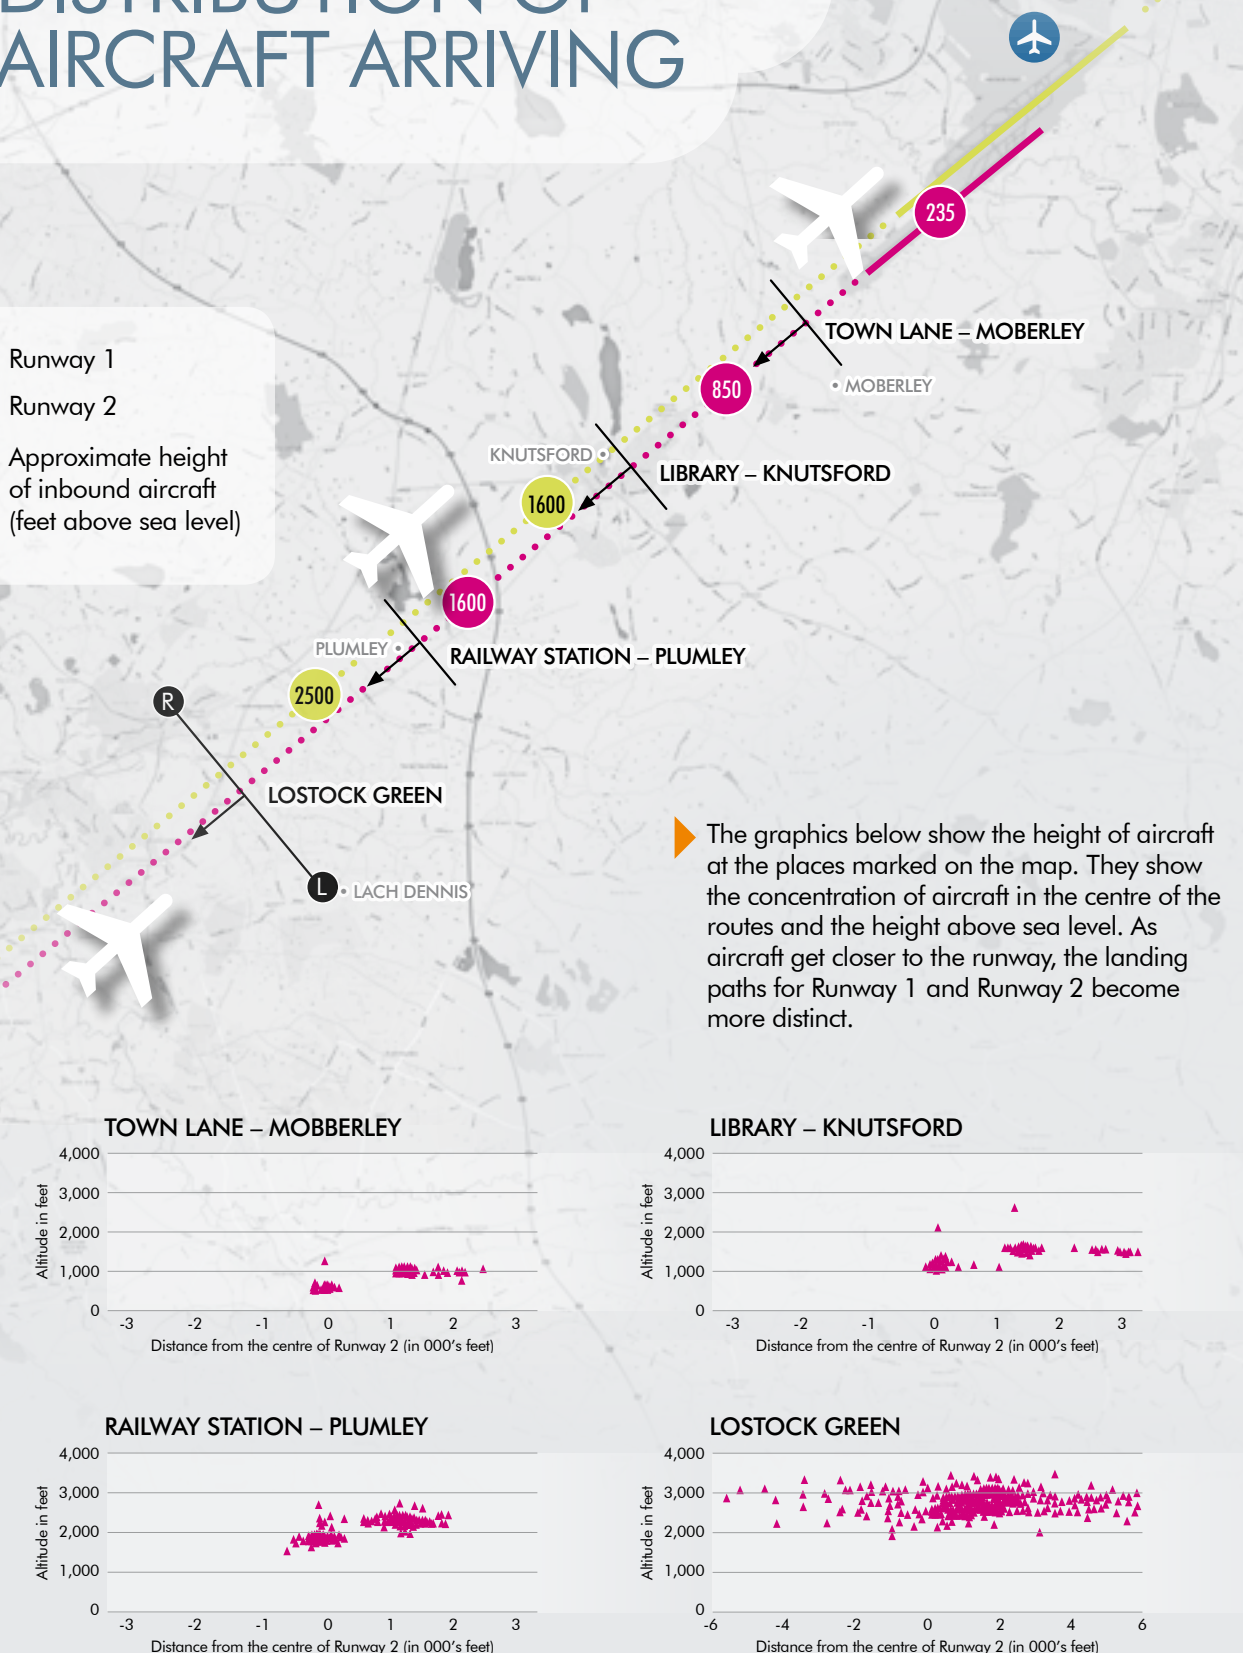 DISTRIBUTION OF
AIRCRAFT ARRIVING
235
TOWN LANE – MOBERLEY
Runway 1
850
MOBERLEY
Runway 2
KNUTSFORD
LIBRARY – KNUTSFORD
Approximate height
of inbound aircraft
(feet above sea level)
1600
1600
PLUMLEY
RAILWAY STATION – PLUMLEY
2500
R
LOSTOCK GREEN
L
LACH DENNIS
The graphics below show the height of aircraft
at the places marked on the map. They show
the concentration of aircraft in the centre of the
routes and the height above sea level. As
aircraft get closer to the runway, the landing
paths for Runway 1 and Runway 2 become
more distinct.
TOWN LANE – MOBBERLEY
Altitude in feet
4,000
3,000
2,000
1,000
0
-3 -2 -1 0 1 2 3
Distance from the centre of Runway 2 (in 000's feet)
LIBRARY – KNUTSFORD
Altitude in feet
4,000
3,000
2,000
1,000
0
-3 -2 -1 0 1 2 3
Distance from the centre of Runway 2 (in 000's feet)
RAILWAY STATION – PLUMLEY
Altitude in feet
4,000
3,000
2,000
1,000
0
-3 -2 -1 0 1 2 3
Distance from the centre of Runway 2 (in 000's feet)
LOSTOCK GREEN
Altitude in feet
4,000
3,000
2,000
1,000
0
-6 -4 -2 0 2 4 6
Distance from the centre of Runway 2 (in 000's feet)